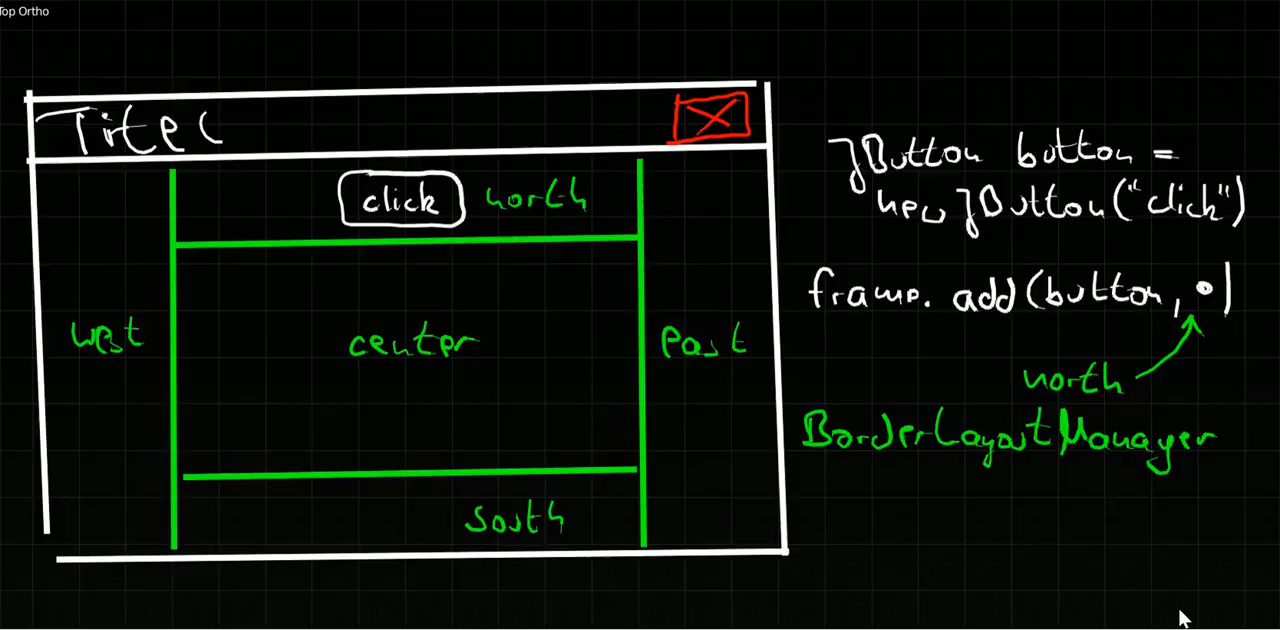 Top Ortho
Titel
click north
west
center
east
south
JButton button =
new JButton("click")
frame. add(button, •)
north
BorderLayoutManager